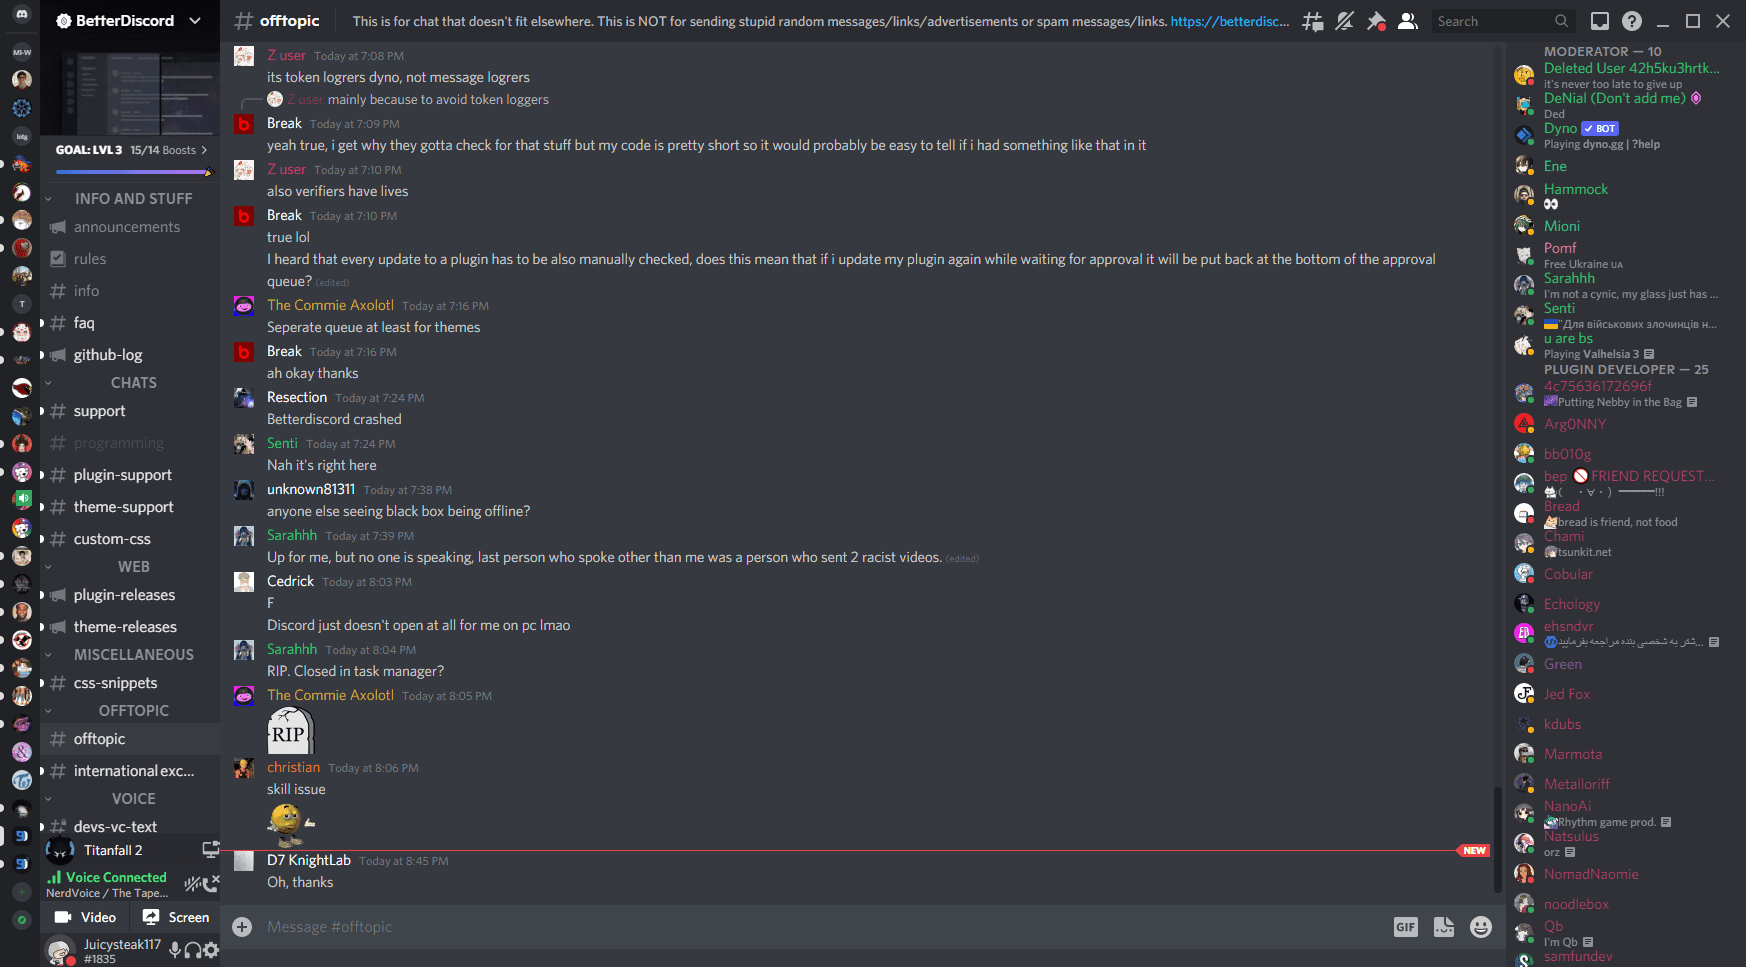 BetterDiscord
GOAL: LVL 3 15/14 Boosts >
INFO AND STUFF
announcements
rules
info
faq
github-log
CHATS
support
programming
plugin-support
theme-support
custom-css
WEB
plugin-releases
theme-releases
MISCELLANEOUS
css-snippets
OFFTOPIC
offtopic
international exc...
VOICE
devs-vc-text
Titanfall 2
Voice Connected
NerdVoice / The Tape...
Video Screen
Juicysteak117
#1835
# offtopic This is for chat that doesn't fit elsewhere. This is NOT for sending stupid random messages/links/advertisements or spam messages/links. https://betterdisc...
Search
Z user Today at 7:08 PM
its token logrers dyno, not message logrers
Z user mainly because to avoid token loggers
Break Today at 7:09 PM
yeah true, i get why they gotta check for that stuff but my code is pretty short so it would probably be easy to tell if i had something like that in it
Z user Today at 7:10 PM
also verifiers have lives
Break Today at 7:10 PM
true lol
I heard that every update to a plugin has to be also manually checked, does this mean that if i update my plugin again while waiting for approval it will be put back at the bottom of the approval
queue? (edited)
The Commie Axolotl Today at 7:16 PM
Seperate queue at least for themes
Break Today at 7:16 PM
ah okay thanks
Resection Today at 7:24 PM
Betterdiscord crashed
Senti Today at 7:24 PM
Nah it's right here
unknown81311 Today at 7:38 PM
anyone else seeing black box being offline?
Sarahhh Today at 7:39 PM
Up for me, but no one is speaking, last person who spoke other than me was a person who sent 2 racist videos. (edited)
Cedrick Today at 8:03 PM
F
Discord just doesn't open at all for me on pc lmao
Sarahhh Today at 8:04 PM
RIP. Closed in task manager?
The Commie Axolotl Today at 8:05 PM
RIP
christian Today at 8:06 PM
skill issue
NEW
D7 KnightLab Today at 8:45 PM
Oh, thanks
Message #offtopic
GIF
MODERATOR — 10
Deleted User 42h5ku3hrtk...
it's never too late to give up
DeNial (Don't add me)
Ded
Dyno ✓ BOT
Playing dyno.gg | ?help
Ene
Hammock
Mioni
Pomf
Free Ukraine UA
Sarahhh
I'm not a cynic, my glass just has ...
Senti
"Для військових злочинців н...
u are bs
Playing Valhelsia 3
PLUGIN DEVELOPER — 25
4c75636172696f
Putting Nebby in the Bag
Arg0NNY
bb010g
bep FRIEND REQUEST...
Bread
bread is friend, not food
Chami
tsunkit.net
Cobular
Echology
ehsndvr
...شتر به شخصی بنده مراجعه بفرمایید
Green
Jed Fox
kdubs
Marmota
Metalloriff
NanoAi
Rhythm game prod.
Natsulus
orz
NomadNaomie
noodlebox
Qb
I'm Qb
samfundev